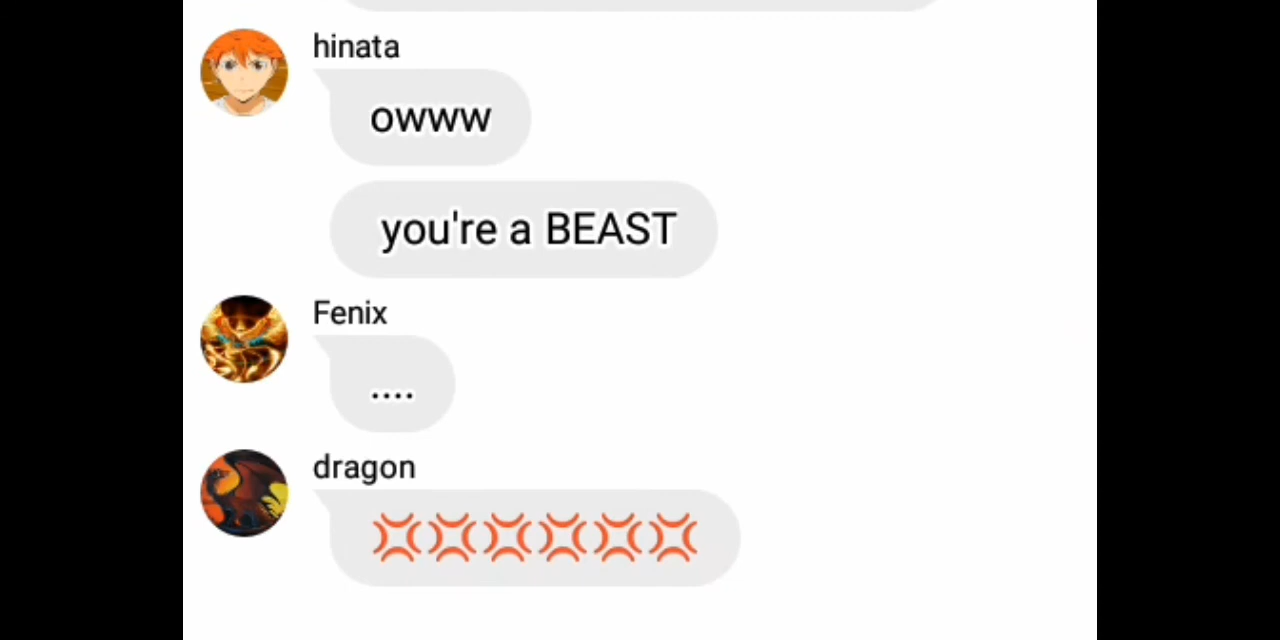 hinata
owww
you're a BEAST
Fenix
....
dragon
💢💢💢💢💢💢